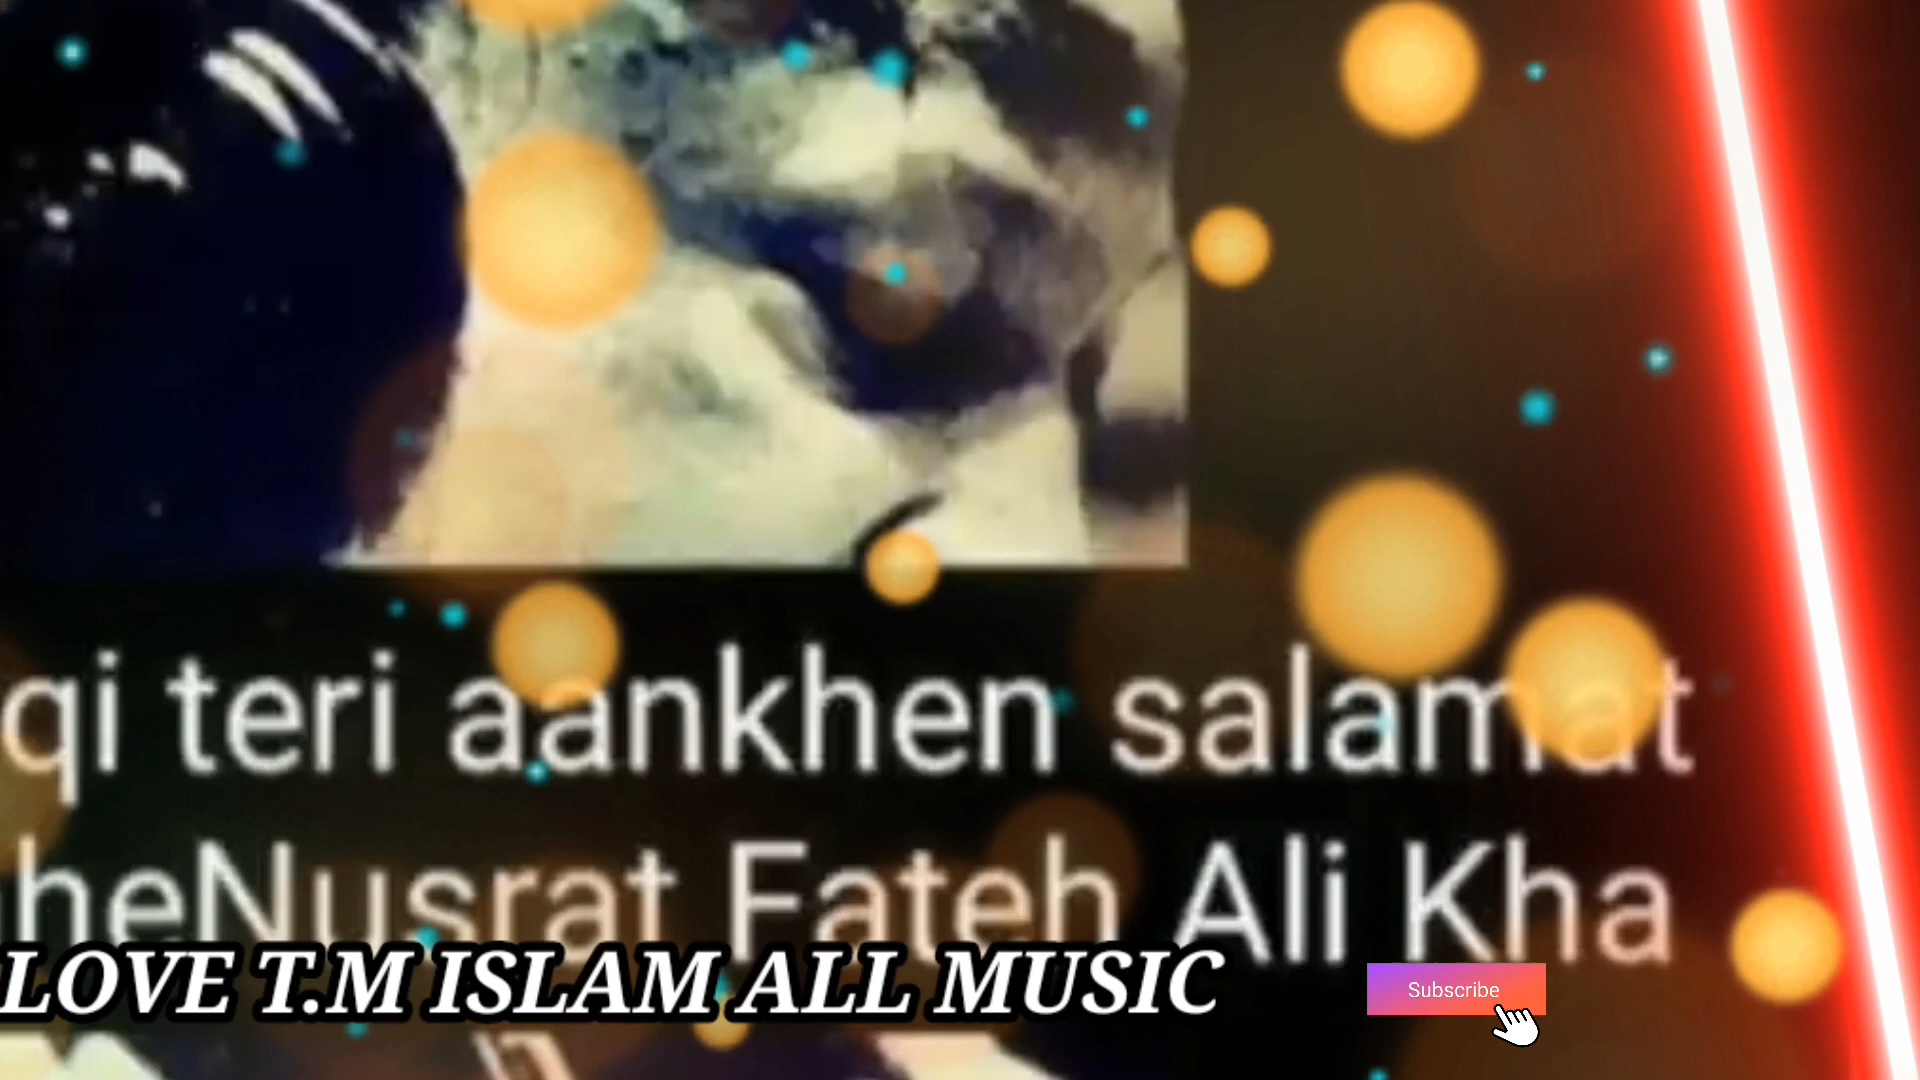 qi teri aankhen salamat
heNusrat Fateh Ali Kha
LOVE T.M ISLAM ALL MUSIC
Subscribe